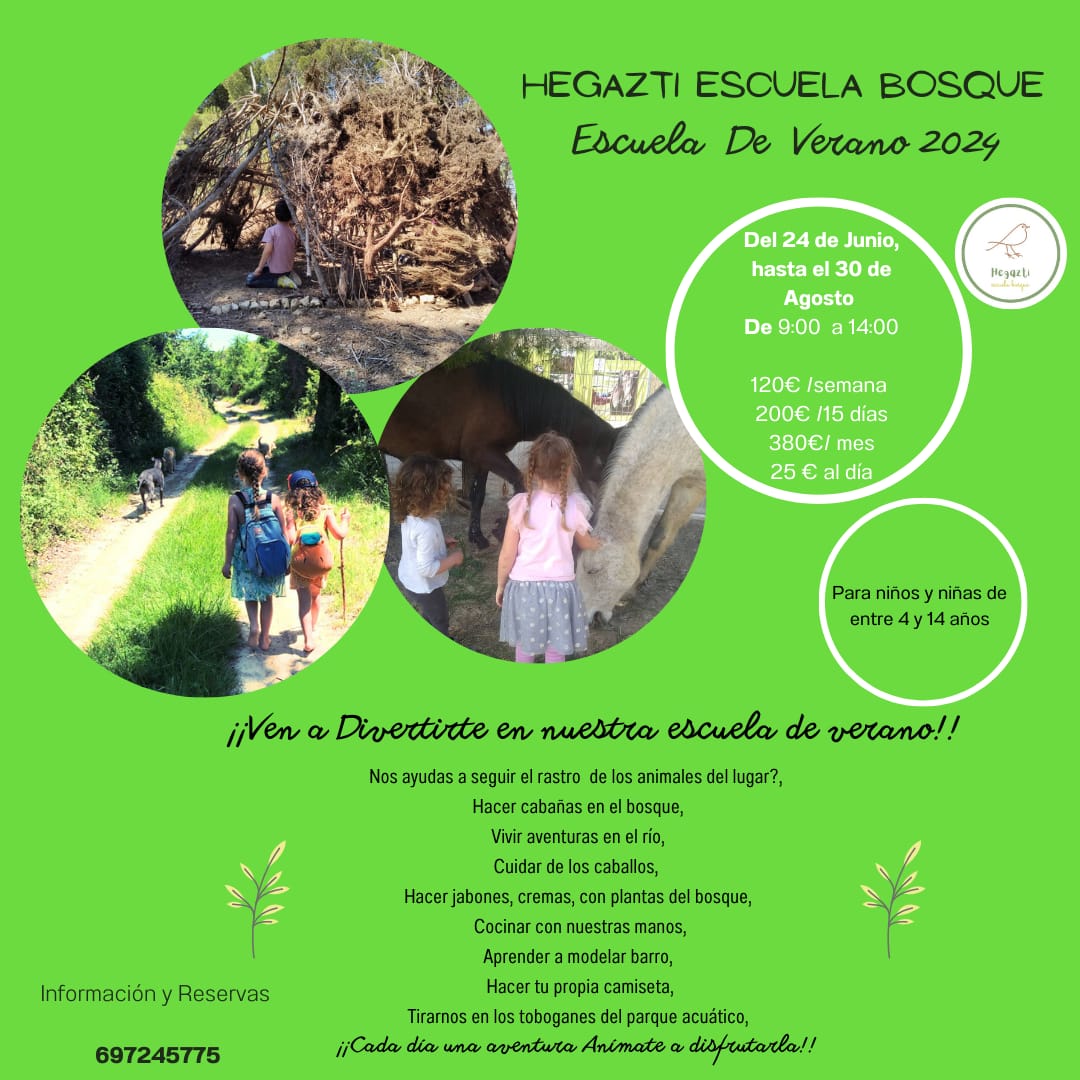 HEGAZTI ESCUELA BOSQUE
Escuela De Verano 2024
Del 24 de Junio,
hasta el 30 de
Agosto
De 9:00 a 14:00
120€ /semana
200€ /15 días
380€/ mes
25 € al día
Hegazti
escuela bosque
Para niños y niñas de
entre 4 y 14 años
¡¡Ven a Divertirte en nuestra escuela de verano!!
Nos ayudas a seguir el rastro de los animales del lugar?,
Hacer cabañas en el bosque,
Vivir aventuras en el río,
Cuidar de los caballos,
Hacer jabones, cremas, con plantas del bosque,
Cocinar con nuestras manos,
Aprender a modelar barro,
Hacer tu propia camiseta,
Tirarnos en los toboganes del parque acuático,
¡¡Cada día una aventura Anímate a disfrutarla!!
Información y Reservas
697245775